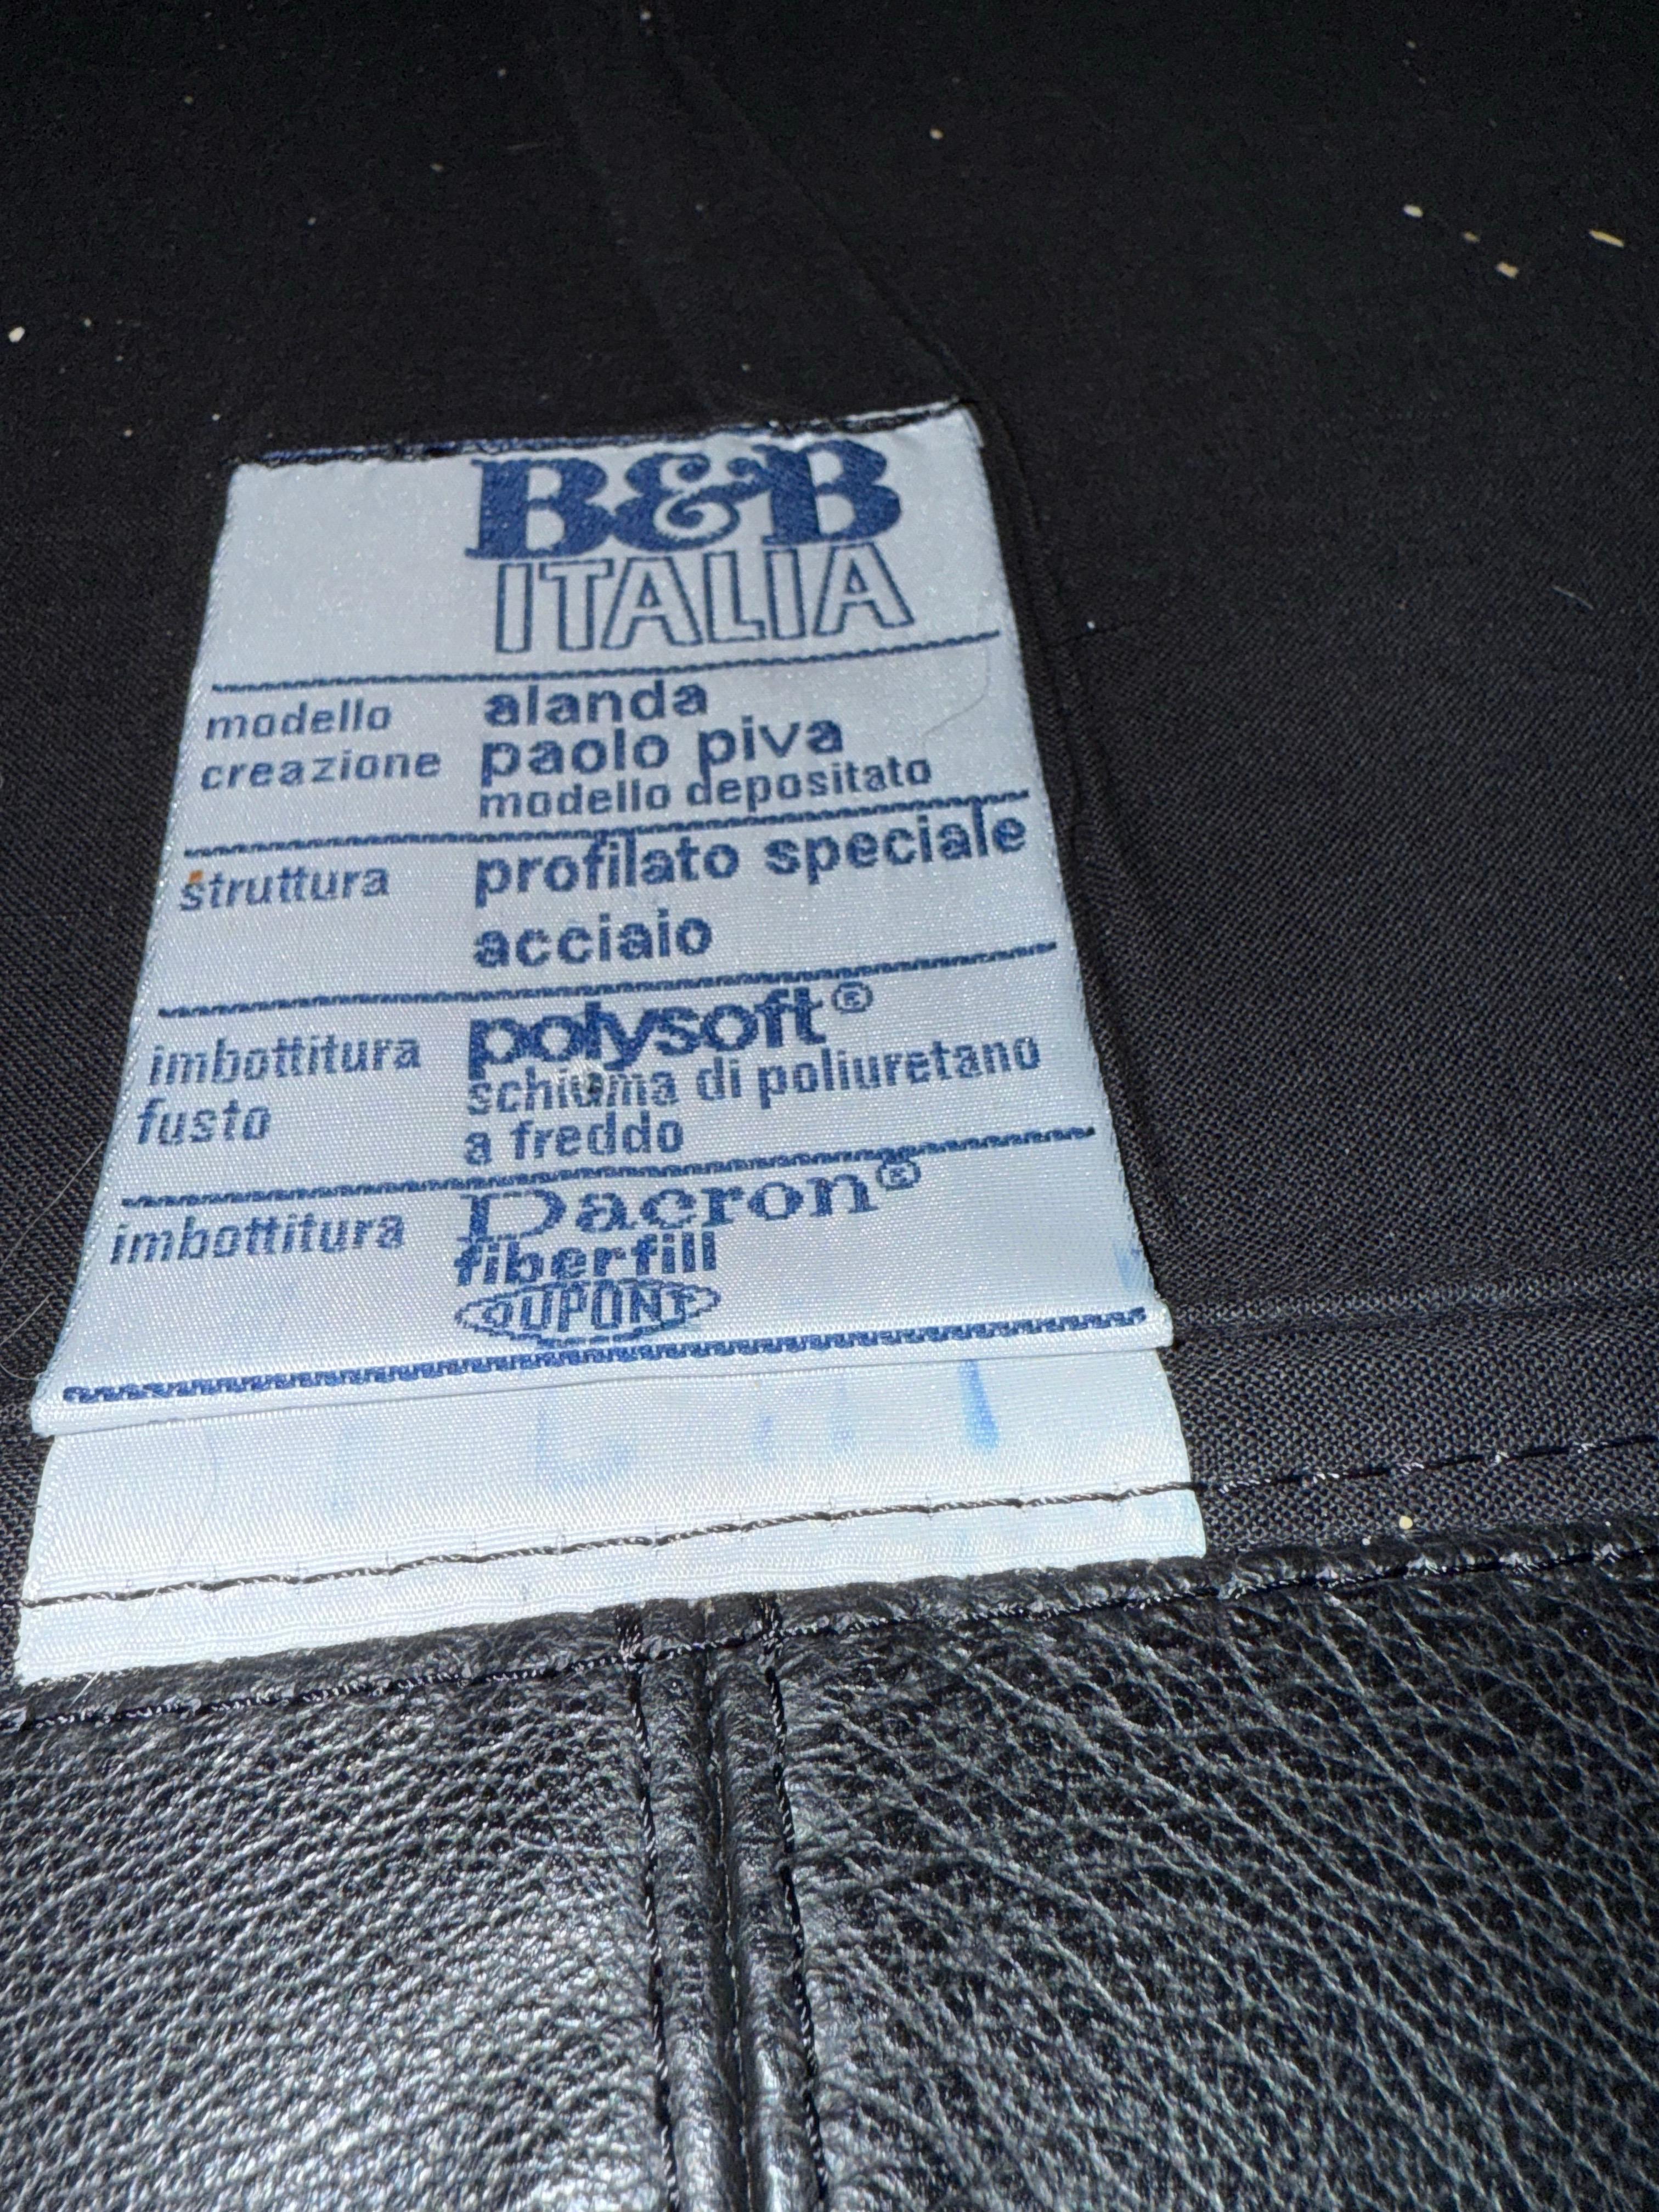 B&B
ITALIA
modello alanda
creazione paolo piva
modello depositato
struttura profilato speciale
acciaio
imbottitura polysoft®
fusto schiuma di poliuretano
a freddo
imbottitura Dacron®
fiberfill
DUPONT